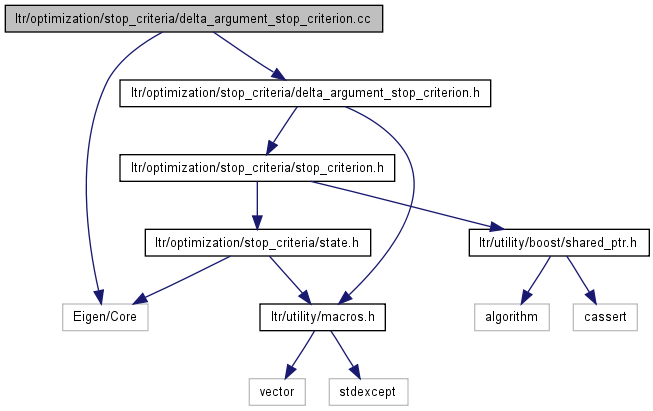 ltr/optimization/stop_criteria/delta_argument_stop_criterion.cc
ltr/optimization/stop_criteria/delta_argument_stop_criterion.h
ltr/optimization/stop_criteria/stop_criterion.h
ltr/optimization/stop_criteria/state.h
ltr/utility/boost/shared_ptr.h
Eigen/Core
ltr/utility/macros.h
algorithm
cassert
vector
stdexcept